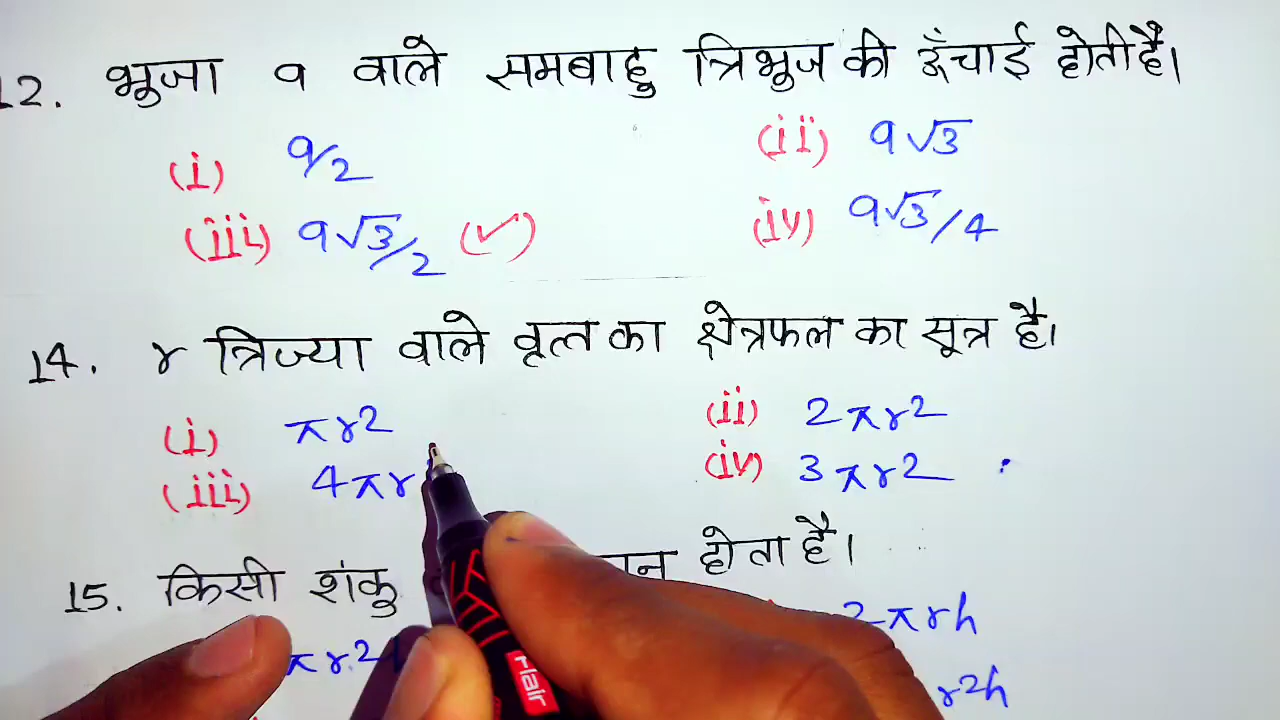 12. भुजा a वाले समबाहु त्रिभुज की ऊँचाई होती है।
(i) a/2 (ii) a√3
(iii) a√3/2 (✓) (iv) a√3/4
14. r त्रिज्या वाले वृत्त का क्षेत्रफल का सूत्र है।
(i) πr2 (ii) 2πr2
(iii) 4πr (iv) 3πr2
15. किसी शंकु होता है।
πr2 2πrh
r2h
flair